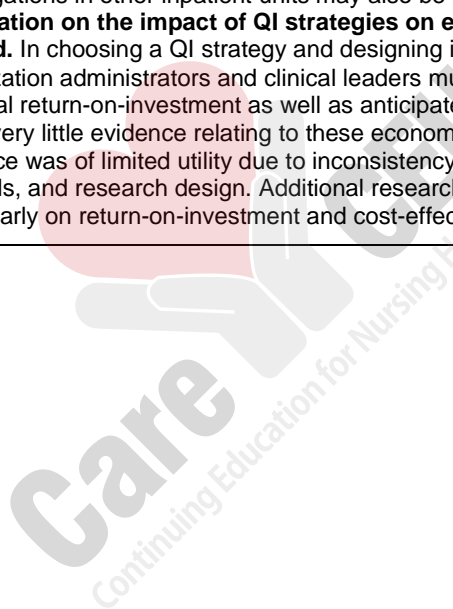 gations in other inpatient units may also be
ation on the impact of QI strategies on e
d. In choosing a QI strategy and designing i
zation administrators and clinical leaders mu
al return-on-investment as well as anticipate
very little evidence relating to these econom
ce was of limited utility due to inconsistency
ls, and research design. Additional research
arly on return-on-investment and cost-effec
Care
Continuing Education for Nursing H